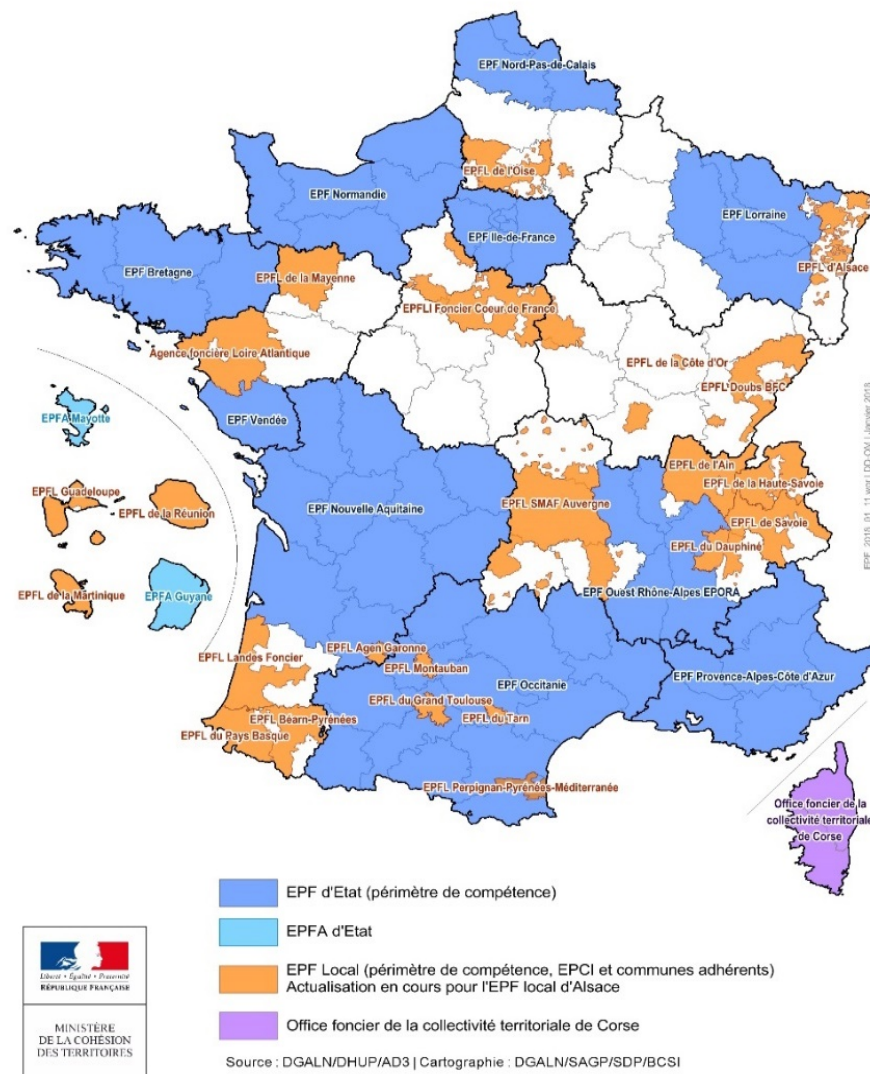 EPF Nord-Pas-de-Calais
EPFL de l'Oise
EPF Normandie
EPF Lorraine
EPF Ile-de-France
EPFL d'Alsace
EPF Bretagne
EPFL de la Mayenne
EPFLI Foncier Coeur de France
Agence foncière Loire Atlantique
EPFL de la Côte d'Or
EPFL Doubs BFC
EPF Vendée
EPFA Mayotte
EPFL Guadeloupe
EPFL de la Réunion
EPFL de la Martinique
EPFA Guyane
EPF Nouvelle Aquitaine
EPFL SMAF Auvergne
EPFL de l'Ain
EPFL de la Haute-Savoie
EPFL de Savoie
EPFL du Dauphiné
EPF Ouest Rhône-Alpes EPORA
EPFL Landes Foncier
EPFL Agen Garonne
EPFL Montauban
EPF Occitanie
EPF Provence-Alpes-Côte d'Azur
EPFL du Grand Toulouse
EPFL du Tarn
EPFL Béarn-Pyrénées
EPFL du Pays Basque
EPFL Perpignan-Pyrénées-Méditerranée
Office foncier de la
collectivité territoriale
de Corse
EPF d'Etat (périmètre de compétence)
EPFA d'Etat
EPF Local (périmètre de compétence, EPCI et communes adhérents)
Actualisation en cours pour l'EPF local d'Alsace
Office foncier de la collectivité territoriale de Corse
Liberté • Égalité • Fraternité
RÉPUBLIQUE FRANÇAISE
MINISTÈRE
DE LA COHÉSION
DES TERRITOIRES
Source : DGALN/DHUP/AD3 | Cartographie : DGALN/SAGP/SDP/BCSI